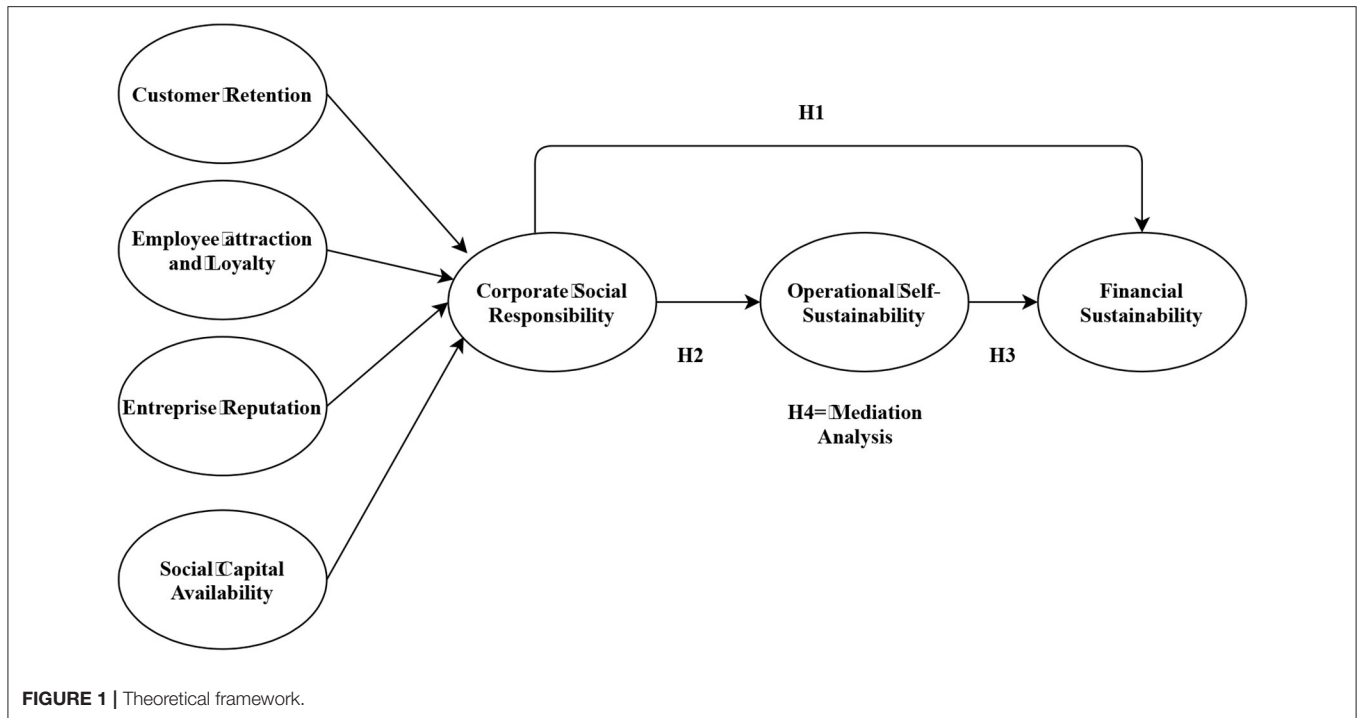 Customer Retention
H1
Employee attraction
and Loyalty
Corporate Social
Responsibility
Operational Self-
Sustainability
Financial
Sustainability
H2
H3
Entreprise Reputation
H4= Mediation
Analysis
Social Capital
Availability
FIGURE 1 | Theoretical framework.